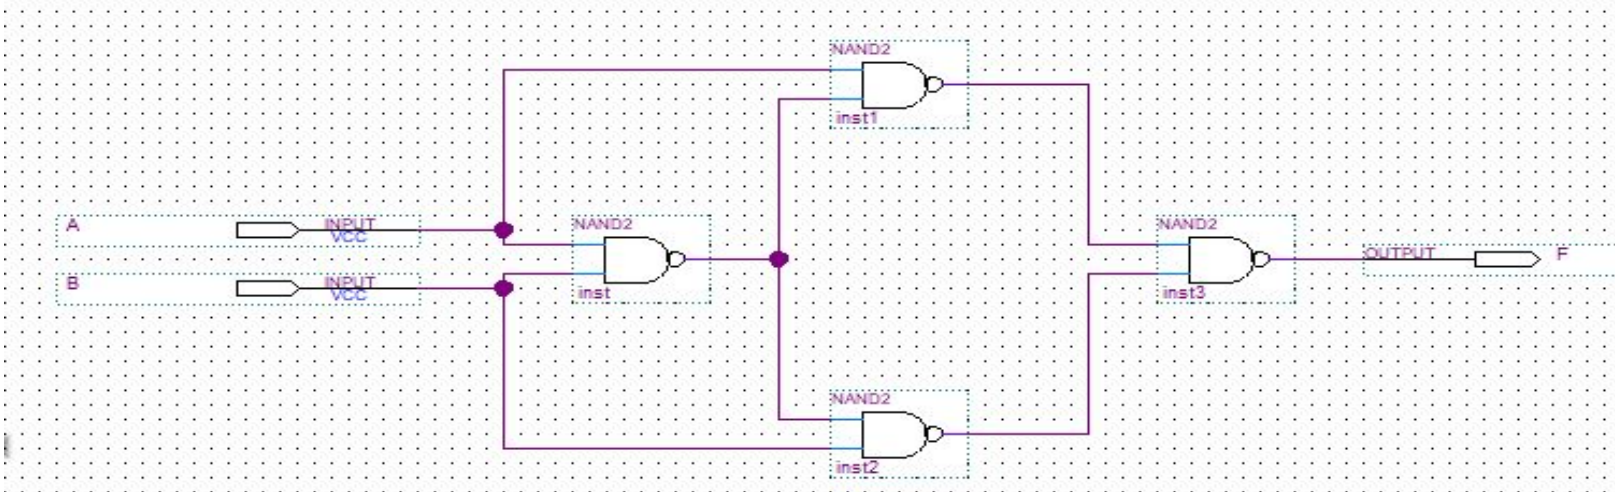 NAND2
inst1
A
INPUT
VCC
NAND2
inst
B
INPUT
VCC
NAND2
inst3
OUTPUT
F
NAND2
inst2